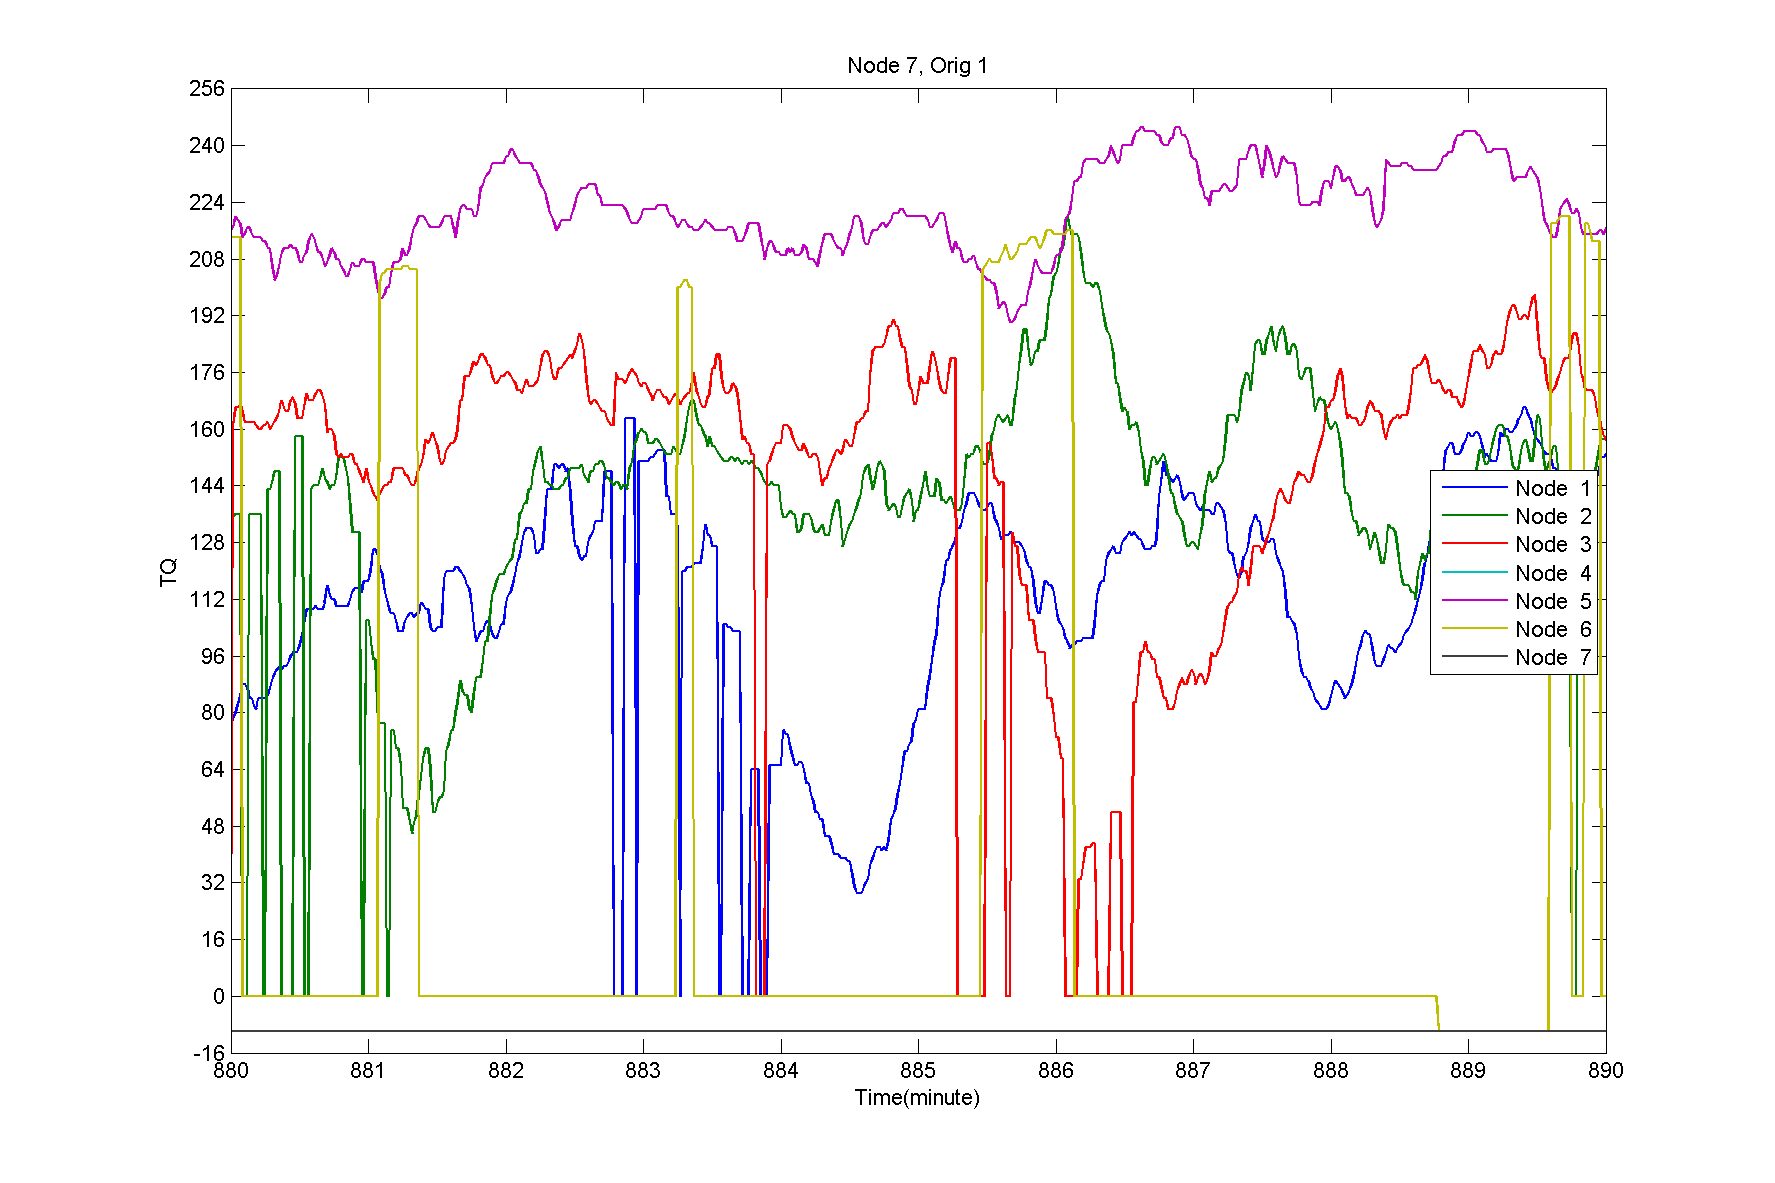 Node 7, Orig 1
256
240
224
208
192
176
160
144
128
112
96
80
64
48
32
16
0
-16
TQ
Node 1
Node 2
Node 3
Node 4
Node 5
Node 6
Node 7
880 881 882 883 884 885 886 887 888 889 890
Time(minute)